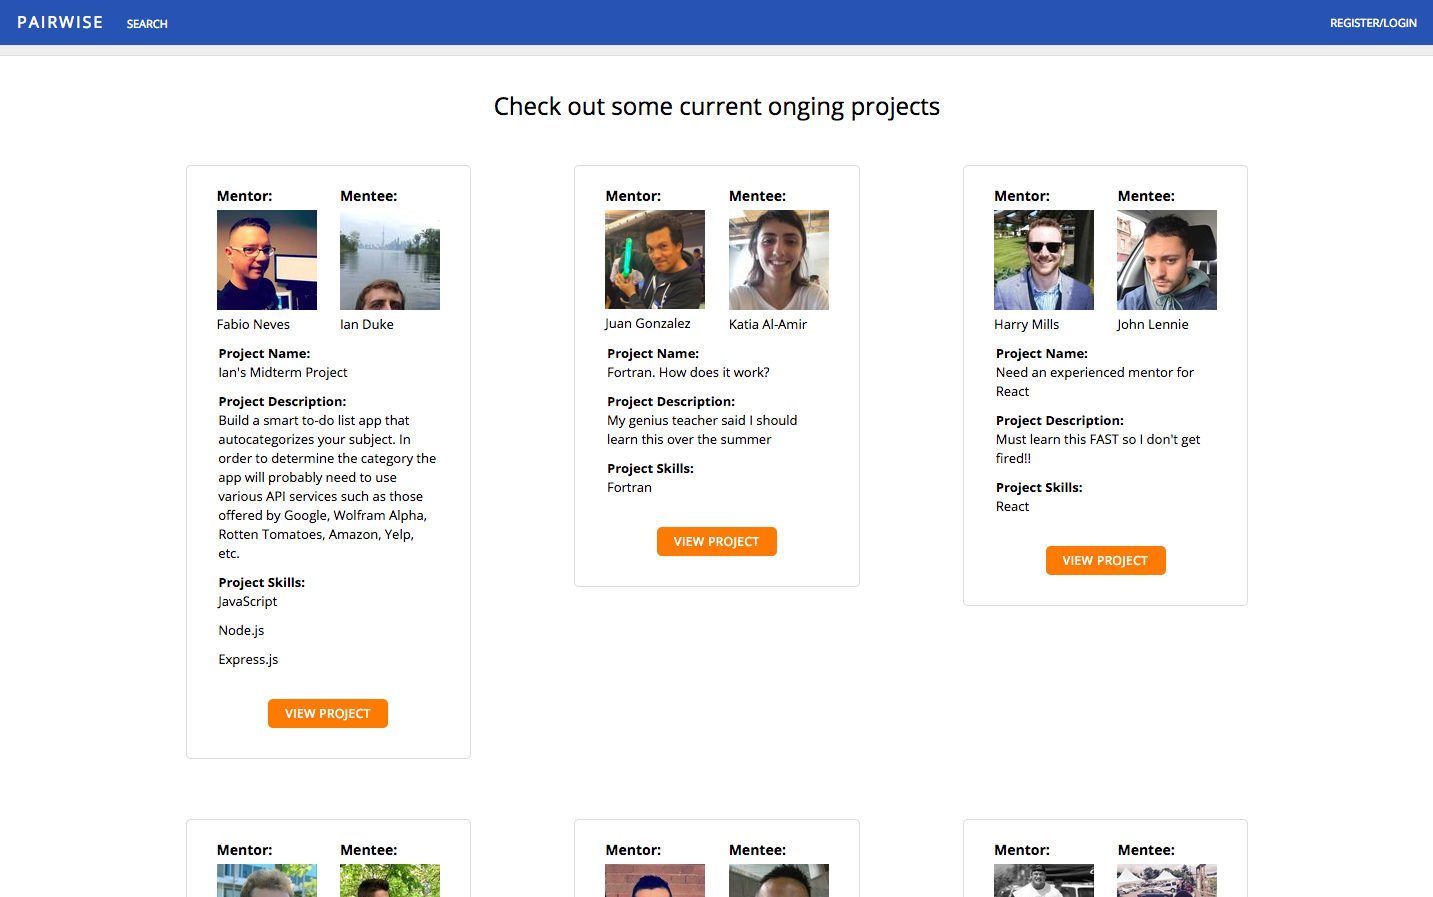 PAIRWISE SEARCH REGISTER/LOGIN
Check out some current onging projects
Mentor: Mentee:
Fabio Neves Ian Duke
Project Name:
Ian's Midterm Project
Project Description:
Build a smart to-do list app that
autocategorizes your subject. In
order to determine the category the
app will probably need to use
various API services such as those
offered by Google, Wolfram Alpha,
Rotten Tomatoes, Amazon, Yelp,
etc.
Project Skills:
JavaScript
Node.js
Express.js
VIEW PROJECT
Mentor: Mentee:
Juan Gonzalez Katia Al-Amir
Project Name:
Fortran. How does it work?
Project Description:
My genius teacher said I should
learn this over the summer
Project Skills:
Fortran
VIEW PROJECT
Mentor: Mentee:
Harry Mills John Lennie
Project Name:
Need an experienced mentor for
React
Project Description:
Must learn this FAST so I don't get
fired!!
Project Skills:
React
VIEW PROJECT
Mentor: Mentee:
Mentor: Mentee:
Mentor: Mentee: